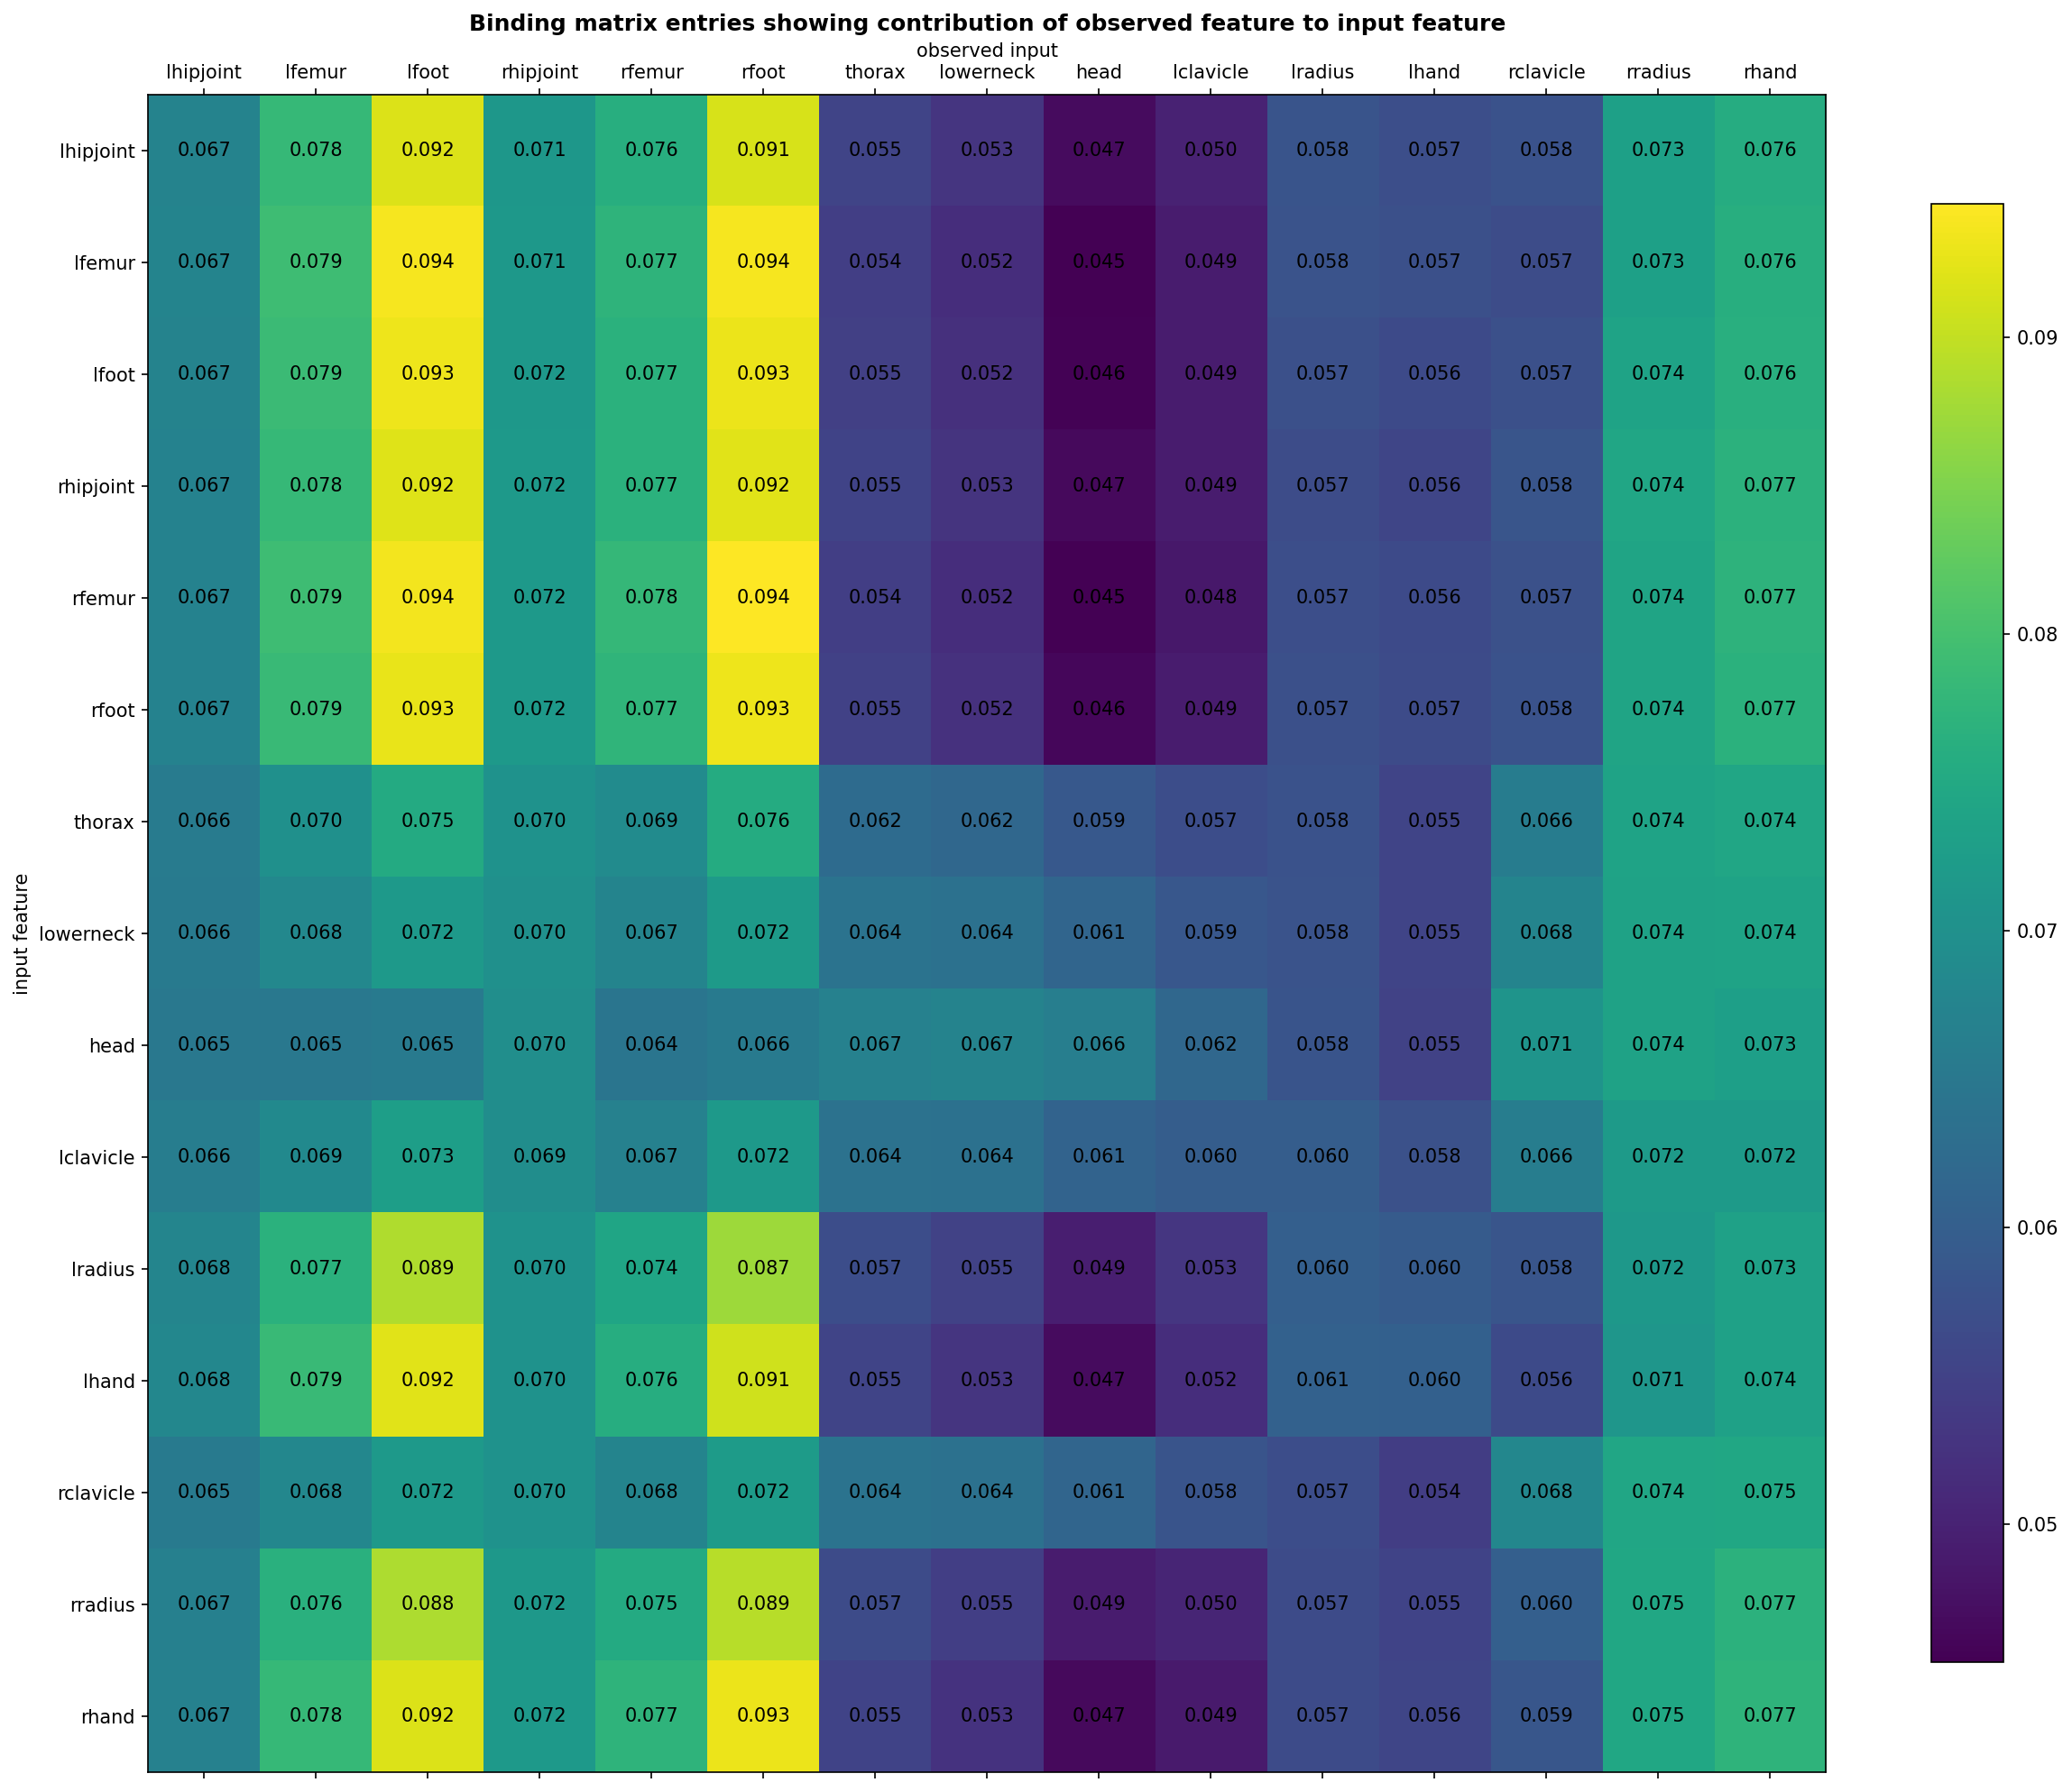 Binding matrix entries showing contribution of observed feature to input feature
observed input
lhipjoint lfemur lfoot rhipjoint rfemur rfoot thorax lowerneck head lclavicle lradius lhand rclavicle rradius rhand
lhipjoint 0.067 0.078 0.092 0.071 0.076 0.091 0.055 0.053 0.047 0.050 0.058 0.057 0.058 0.073 0.076
lfemur 0.067 0.079 0.094 0.071 0.077 0.094 0.054 0.052 0.045 0.049 0.058 0.057 0.057 0.073 0.076
0.09
lfoot 0.067 0.079 0.093 0.072 0.077 0.093 0.055 0.052 0.046 0.049 0.057 0.056 0.057 0.074 0.076
rhipjoint 0.067 0.078 0.092 0.072 0.077 0.092 0.055 0.053 0.047 0.049 0.057 0.056 0.058 0.074 0.077
rfemur 0.067 0.079 0.094 0.072 0.078 0.094 0.054 0.052 0.045 0.048 0.057 0.056 0.057 0.074 0.077
0.08
rfoot 0.067 0.079 0.093 0.072 0.077 0.093 0.055 0.052 0.046 0.049 0.057 0.057 0.058 0.074 0.077
thorax 0.066 0.070 0.075 0.070 0.069 0.076 0.062 0.062 0.059 0.057 0.058 0.055 0.066 0.074 0.074
input feature
lowerneck 0.066 0.068 0.072 0.070 0.067 0.072 0.064 0.064 0.061 0.059 0.058 0.055 0.068 0.074 0.074
0.07
head 0.065 0.065 0.065 0.070 0.064 0.066 0.067 0.067 0.066 0.062 0.058 0.055 0.071 0.074 0.073
lclavicle 0.066 0.069 0.073 0.069 0.067 0.072 0.064 0.064 0.061 0.060 0.060 0.058 0.066 0.072 0.072
0.06
lradius 0.068 0.077 0.089 0.070 0.074 0.087 0.057 0.055 0.049 0.053 0.060 0.060 0.058 0.072 0.073
lhand 0.068 0.079 0.092 0.070 0.076 0.091 0.055 0.053 0.047 0.052 0.061 0.060 0.056 0.071 0.074
rclavicle 0.065 0.068 0.072 0.070 0.068 0.072 0.064 0.064 0.061 0.058 0.057 0.054 0.068 0.074 0.075
0.05
rradius 0.067 0.076 0.088 0.072 0.075 0.089 0.057 0.055 0.049 0.050 0.057 0.055 0.060 0.075 0.077
rhand 0.067 0.078 0.092 0.072 0.077 0.093 0.055 0.053 0.047 0.049 0.057 0.056 0.059 0.075 0.077